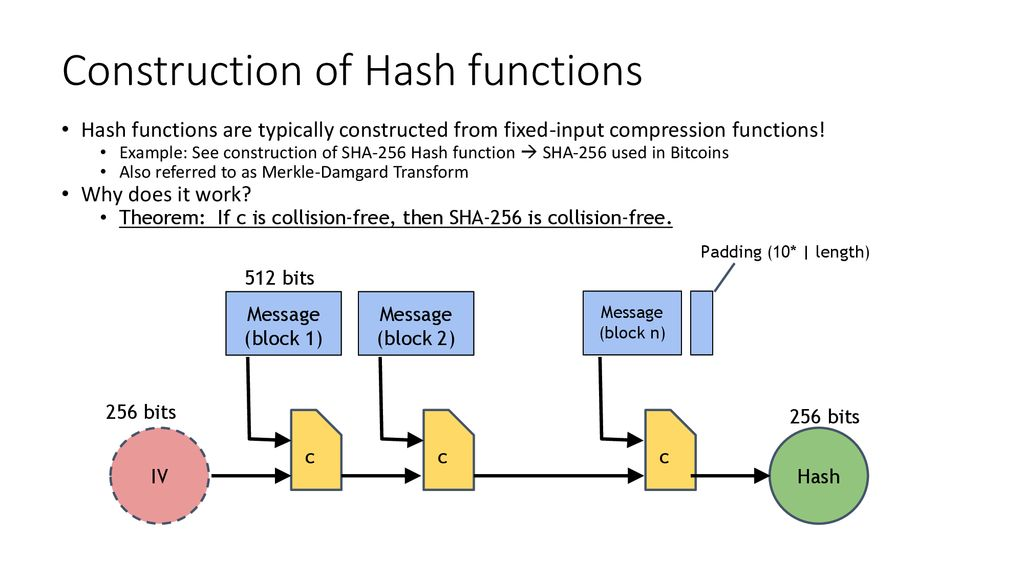 Construction of Hash functions
• Hash functions are typically constructed from fixed-input compression functions!
• Example: See construction of SHA-256 Hash function → SHA-256 used in Bitcoins
• Also referred to as Merkle-Damgard Transform
• Why does it work?
• Theorem: If c is collision-free, then SHA-256 is collision-free.
Padding (10* | length)
512 bits
Message
(block 1)
Message
(block 2)
Message
(block n)
256 bits
256 bits
IV
c
c
c
Hash